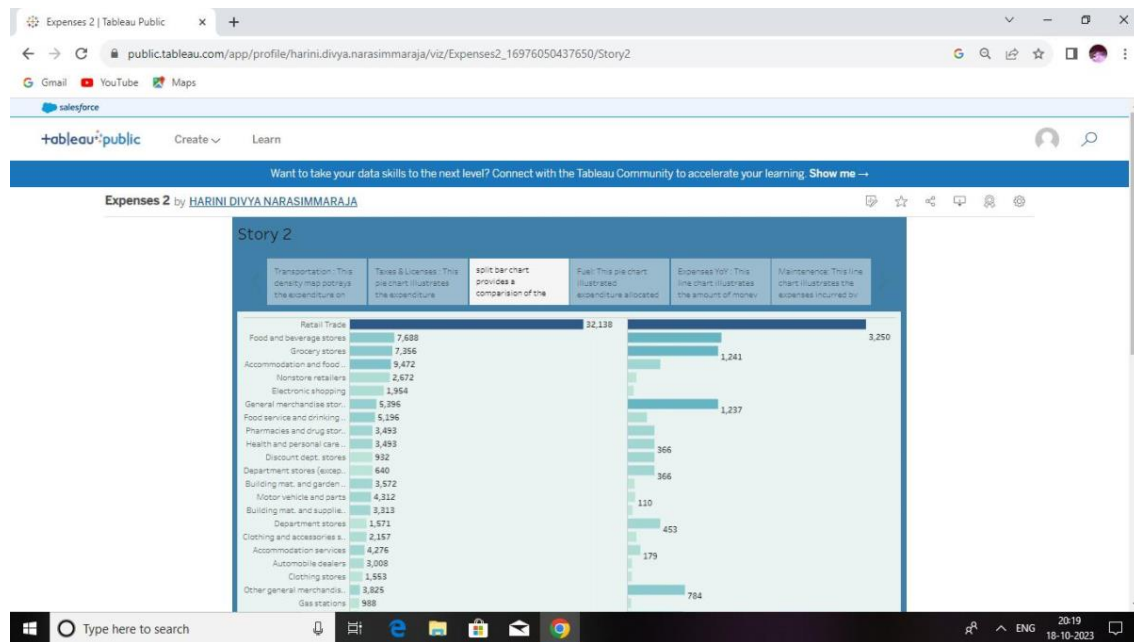 Expenses 2 | Tableau Public
public.tableau.com/app/profile/harini.divya.narasimmaraja/viz/Expenses2_16976050437650/Story2
Gmail YouTube Maps
salesforce
+ableau public Create Learn
Want to take your data skills to the next level? Connect with the Tableau Community to accelerate your learning. Show me →
Expenses 2 by HARINI DIVYA NARASIMMARAJA
Story 2
Transportation : This
density map potrays
the expenditure on
Taxes & Licenses : This
pie chart illustrates
the expenditure
split bar chart
provides a
comparision of the
Fuel: This pie chart
illustrated
expenditure allocated
Expenses YoY : This
line chart illustrates
the amount of money
Maintenence: This line
chart illustrates the
expenses incurred by
Retail Trade 32,138 3,250
Food and beverage stores 7,688
Grocery stores 7,356 1,241
Accommodation and food .. 9,472
Nonstore retailers 2,672
Electronic shopping 1,954
General merchandise stor.. 5,396 1,237
Food service and drinking .. 5,196
Pharmacies and drug stor.. 3,493
Health and personal care .. 3,493 366
Discount dept. stores 932
Department stores (excep.. 640 366
Building mat. and garden .. 3,572
Motor vehicle and parts 4,312 110
Building mat. and supplie.. 3,313
Department stores 1,571 453
Clothing and accessories s.. 2,157
Accommodation services 4,276 179
Automobile dealers 3,008
Clothing stores 1,553
Other general merchandis.. 3,825 784
Gas stations 988
Type here to search
ENG
20:19
18-10-2023